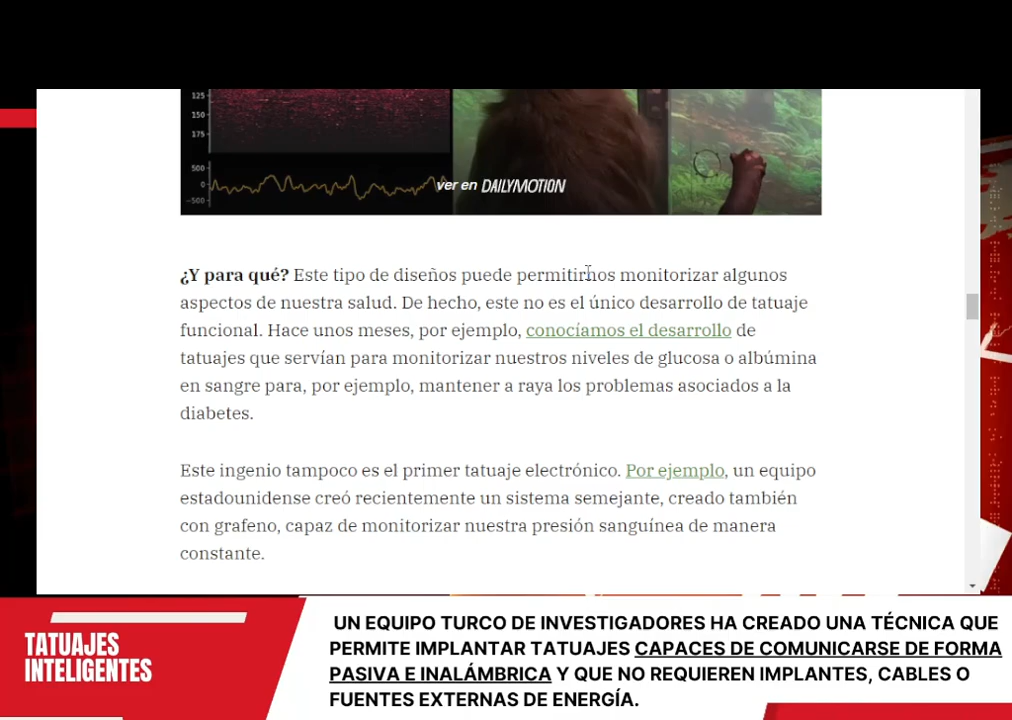 125
150
175
500
0
−500
ver en DAILYMOTION
¿Y para qué? Este tipo de diseños puede permitirnos monitorizar algunos
aspectos de nuestra salud. De hecho, este no es el único desarrollo de tatuaje
funcional. Hace unos meses, por ejemplo, conocíamos el desarrollo de
tatuajes que servían para monitorizar nuestros niveles de glucosa o albúmina
en sangre para, por ejemplo, mantener a raya los problemas asociados a la
diabetes.
Este ingenio tampoco es el primer tatuaje electrónico. Por ejemplo, un equipo
estadounidense creó recientemente un sistema semejante, creado también
con grafeno, capaz de monitorizar nuestra presión sanguínea de manera
constante.
TATUAJES
INTELIGENTES
UN EQUIPO TURCO DE INVESTIGADORES HA CREADO UNA TÉCNICA QUE
PERMITE IMPLANTAR TATUAJES CAPACES DE COMUNICARSE DE FORMA
PASIVA E INALÁMBRICA Y QUE NO REQUIEREN IMPLANTES, CABLES O
FUENTES EXTERNAS DE ENERGÍA.